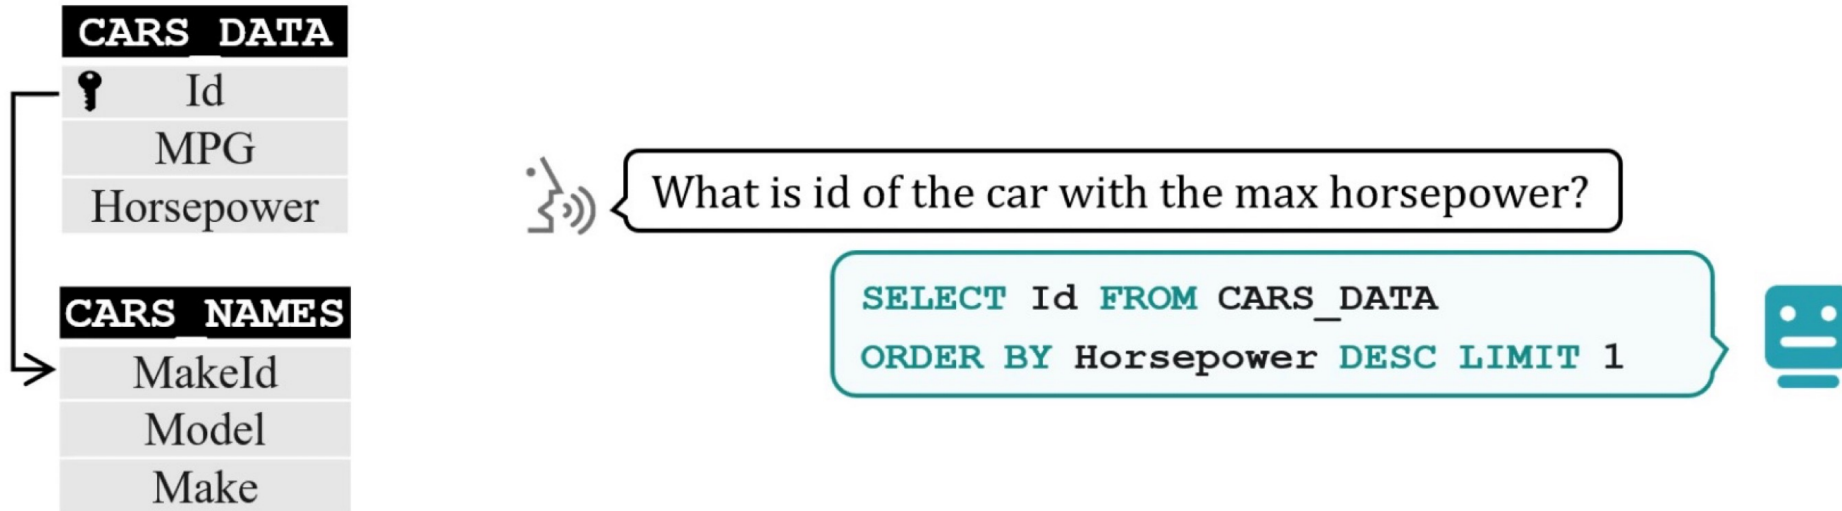 CARS_DATA
Id
MPG
Horsepower
CARS_NAMES
MakeId
Model
Make
What is id of the car with the max horsepower?
SELECT Id FROM CARS_DATA
ORDER BY Horsepower DESC LIMIT 1